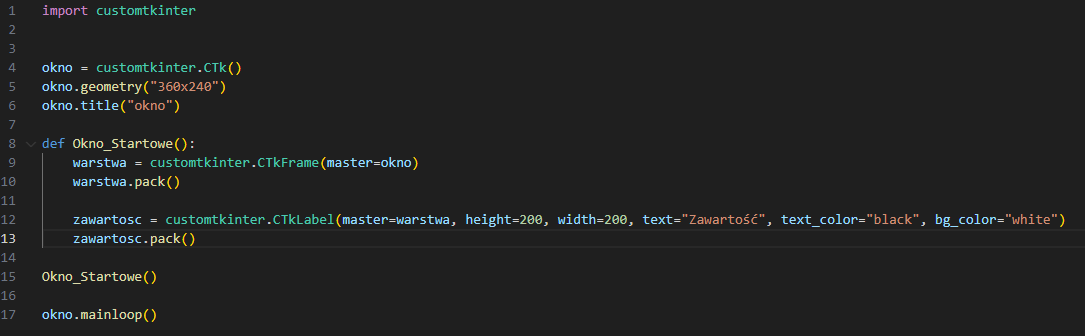 1 import customtkinter
2
3
4 okno = customtkinter.CTk()
5 okno.geometry("360x240")
6 okno.title("okno")
7
8 def Okno_Startowe():
9     warstwa = customtkinter.CTkFrame(master=okno)
10     warstwa.pack()
11
12     zawartosc = customtkinter.CTkLabel(master=warstwa, height=200, width=200, text="Zawartość", text_color="black", bg_color="white")
13     zawartosc.pack()
14
15 Okno_Startowe()
16
17 okno.mainloop()